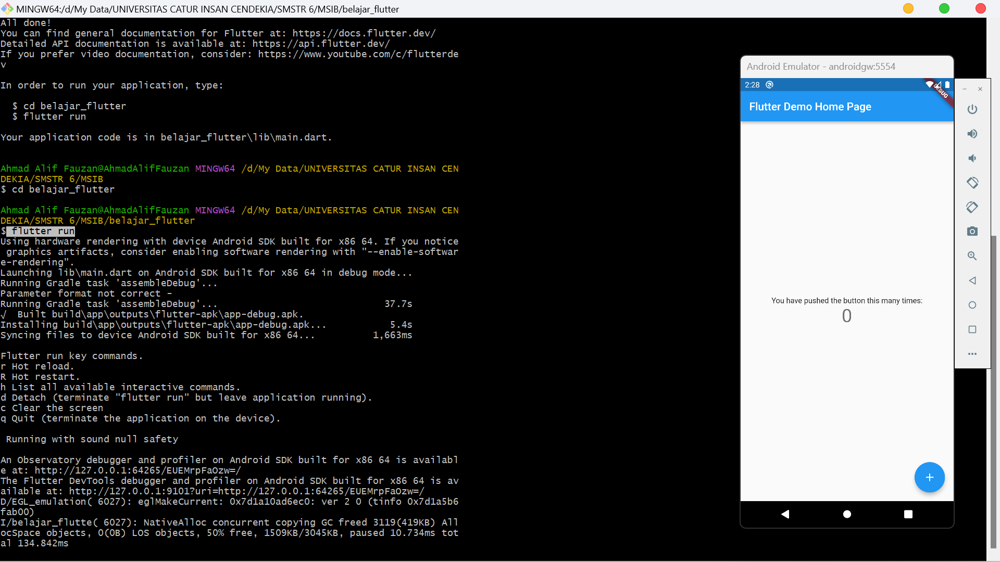 MINGW64:/d/My Data/UNIVERSITAS CATUR INSAN CENDEKIA/SMSTR 6/MSIB/belajar_flutter
All done!
You can find general documentation for Flutter at: https://docs.flutter.dev/
Detailed API documentation is available at: https://api.flutter.dev/
If you prefer video documentation, consider: https://www.youtube.com/c/flutterde
v
In order to run your application, type:
$ cd belajar_flutter
$ flutter run
Your application code is in belajar_flutter\lib\main.dart.
Ahmad Alif Fauzan@AhmadAlifFauzan MINGW64 /d/My Data/UNIVERSITAS CATUR INSAN CEN
DEKIA/SMSTR 6/MSIB
$ cd belajar_flutter
Ahmad Alif Fauzan@AhmadAlifFauzan MINGW64 /d/My Data/UNIVERSITAS CATUR INSAN CEN
DEKIA/SMSTR 6/MSIB/belajar_flutter
$ flutter run
Using hardware rendering with device Android SDK built for x86 64. If you notice
graphics artifacts, consider enabling software rendering with "--enable-softwar
e-rendering".
Launching lib\main.dart on Android SDK built for x86 64 in debug mode...
Running Gradle task 'assembleDebug'...
Parameter format not correct -
Running Gradle task 'assembleDebug'... 37.7s
√ Built build\app\outputs\flutter-apk\app-debug.apk.
Installing build\app\outputs\flutter-apk\app-debug.apk... 5.4s
Syncing files to device Android SDK built for x86 64... 1,663ms
Flutter run key commands.
r Hot reload.
R Hot restart.
h List all available interactive commands.
d Detach (terminate "flutter run" but leave application running).
c Clear the screen
q Quit (terminate the application on the device).
Running with sound null safety
An Observatory debugger and profiler on Android SDK built for x86 64 is availabl
e at: http://127.0.0.1:64265/EUEMrpFaOzw=/
The Flutter DevTools debugger and profiler on Android SDK built for x86 64 is av
ailable at: http://127.0.0.1:9101?uri=http://127.0.0.1:64265/EUEMrpFaOzw=/
D/EGL_emulation( 6027): eglMakeCurrent: 0x7d1a10ad6ec0: ver 2 0 (tinfo 0x7d1a5b6
fab00)
I/belajar_flutte( 6027): NativeAlloc concurrent copying GC freed 3119(419KB) All
ocSpace objects, 0(0B) LOS objects, 50% free, 1509KB/3045KB, paused 10.734ms tot
al 134.842ms
Android Emulator - androidgw:5554
2:28
DEBUG
Flutter Demo Home Page
You have pushed the button this many times:
0